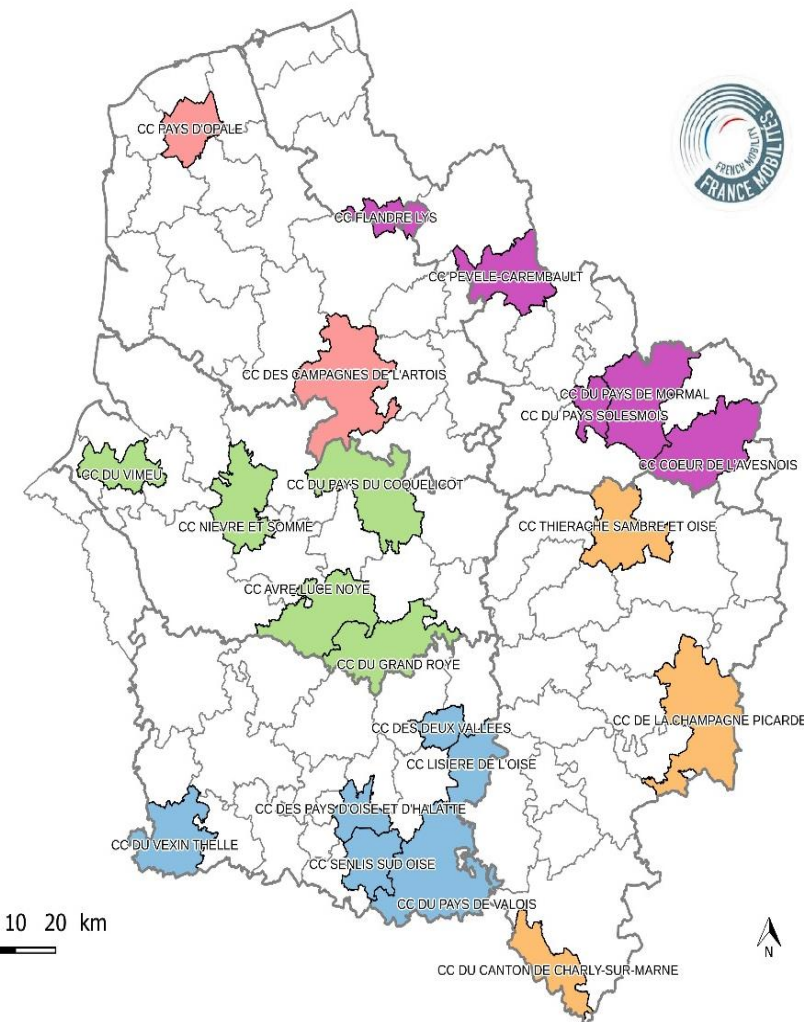 CC PAYS D'OPALE
FRENCH MOBILITY
FRANCE MOBILITÉS
CC FLANDRE LYS
CC PEVELE-CAREMBAULT
CC DES CAMPAGNES DE L'ARTOIS
CC DU PAYS DE MORMAL
CC DU PAYS SOLESMOIS
CC COEUR DE L'AVESNOIS
CC DU VIMEU
CC DU PAYS DU COQUELICOT
CC NIEVRE ET SOMME
CC THIERACHE SAMBRE ET OISE
CC AVRE LUCE NOYE
CC DU GRAND ROYE
CC DE LA CHAMPAGNE PICARDE
CC DES DEUX VALLEES
CC LISIERE DE L'OISE
CC DES PAYS D'OISE ET D'HALATTE
CC DU VEXIN THELLE
CC SENLIS SUD OISE
CC DU PAYS DE VALOIS
10 20 km
N
CC DU CANTON DE CHARLY-SUR-MARNE